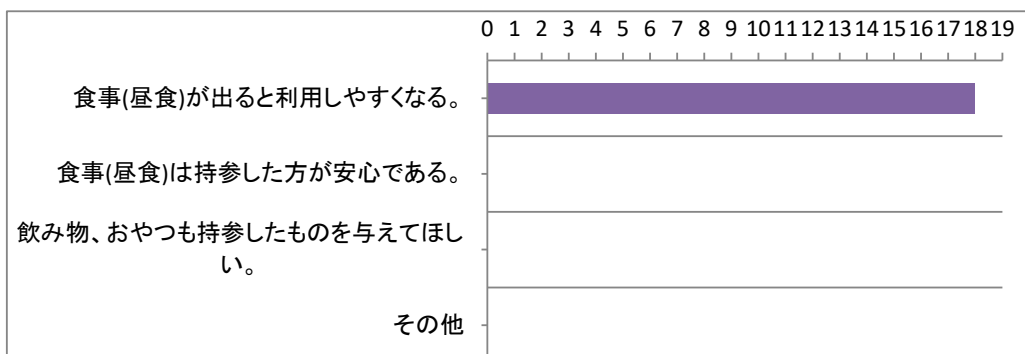 0 1 2 3 4 5 6 7 8 9 10 11 12 13 14 15 16 17 18 19
食事(昼食)が出ると利用しやすくなる。
食事(昼食)は持参した方が安心である。
飲み物、おやつも持参したものを与えてほし
い。
その他